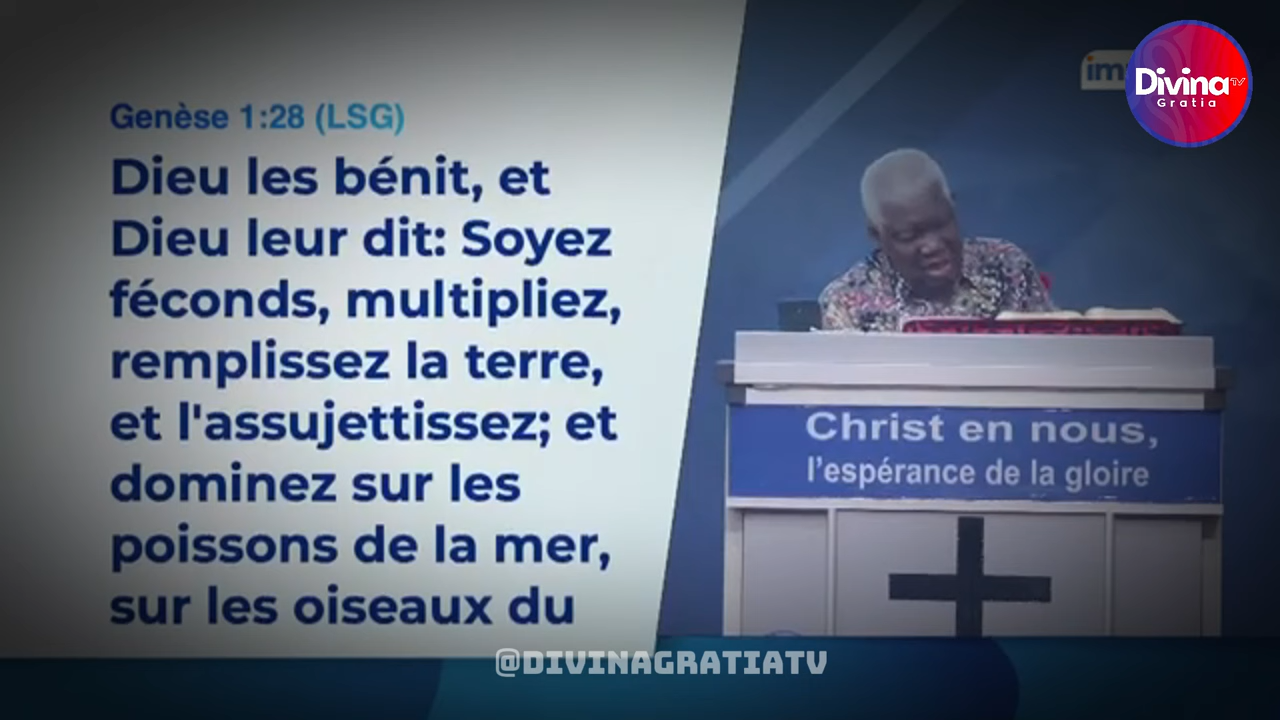 Genèse 1:28 (LSG)
Dieu les bénit, et
Dieu leur dit: Soyez
féconds, multipliez,
remplissez la terre,
et l'assujettissez; et
dominez sur les
poissons de la mer,
sur les oiseaux du
Divina TV
Gratia
Christ en nous,
l'espérance de la gloire
@DIVINAGRATIATV